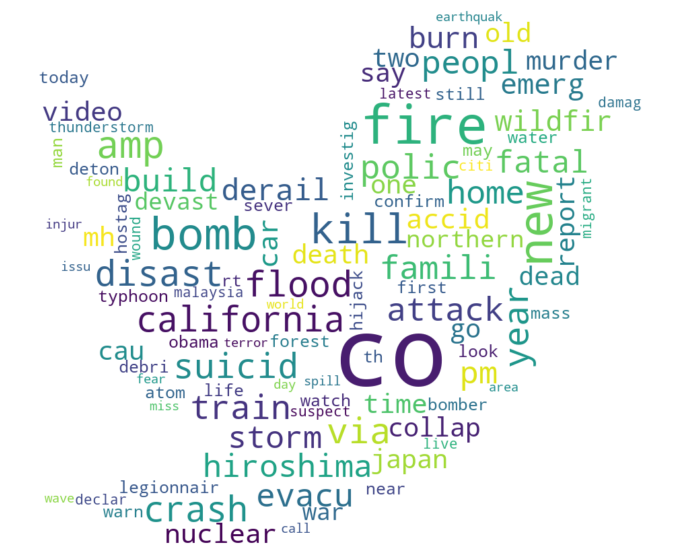 earthquak
burn old
two peopl murder
say emerg
today latest still damag
video fire wildfir
thunderstorm water
man amp investig may
deton polic citi fatal
found build derail one home
devast sever confirm new report migrant
injur hostag wound bomb car kill accid
mh death northern
issu disast rt flood famili dead
typhoon malaysia hijack first
world attack year mass
california go
obama terror forest co th look
cau debri suicid pm
fear day spill area
atom life watch time bomber
miss train suspect
storm via collap
live
hiroshima japan
legionnair evacu near
wave declar
warn crash war
nuclear call